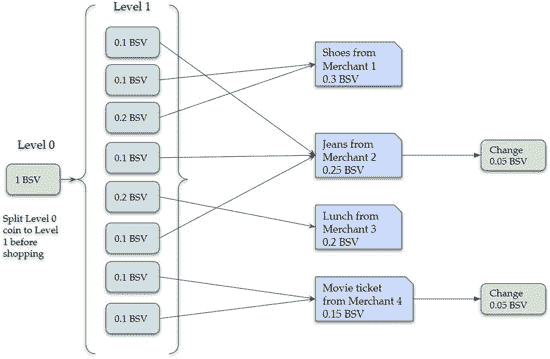 Level 1
0.1 BSV
0.1 BSV
0.2 BSV
0.1 BSV
0.2 BSV
0.1 BSV
0.1 BSV
0.1 BSV
Level 0
1 BSV
Split Level 0
coin to Level
1 before
shopping
Shoes from
Merchant 1
0.3 BSV
Jeans from
Merchant 2
0.25 BSV
Change
0.05 BSV
Lunch from
Merchant 3
0.2 BSV
Movie ticket
from Merchant 4
0.15 BSV
Change
0.05 BSV